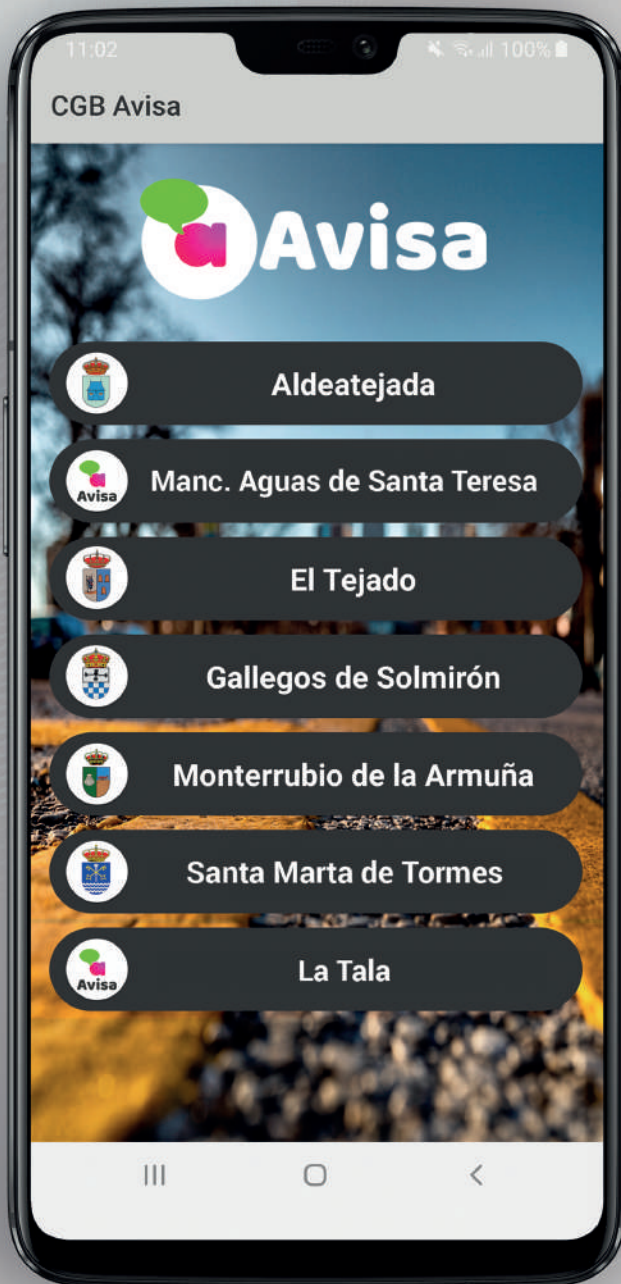 11:02
100%
CGB Avisa
a Avisa
Aldeatejada
Avisa
Manc. Aguas de Santa Teresa
El Tejado
Gallegos de Solmirón
Monterrubio de la Armuña
Santa Marta de Tormes
Avisa
La Tala